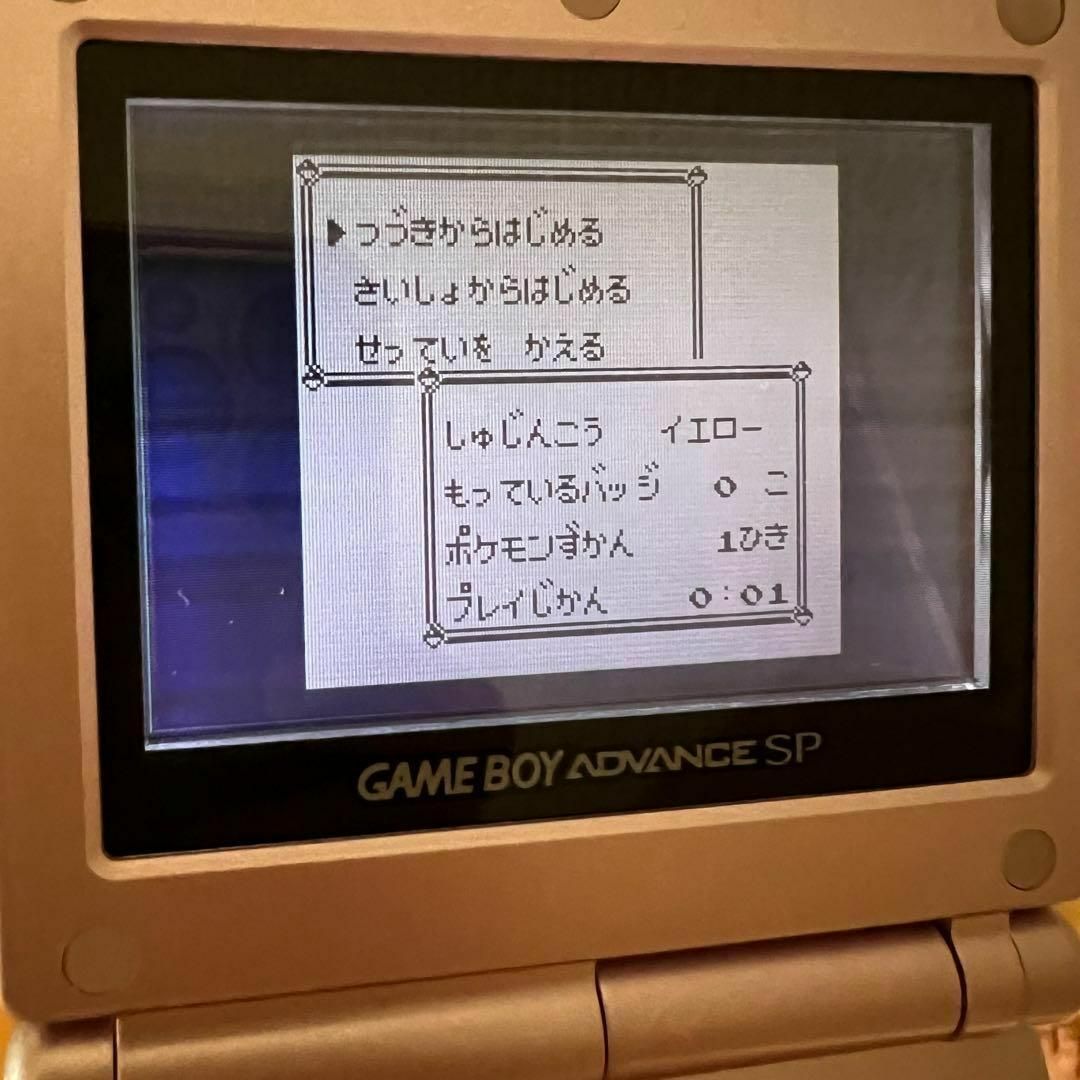 ▶つづきからはじめる
さいしょからはじめる
せっていを かえる
しゅじんこう イエロー
もっているバッジ 0 こ
ポケモンずかん 1ひき
プレイじかん 0:01
GAME BOY ADVANCE SP